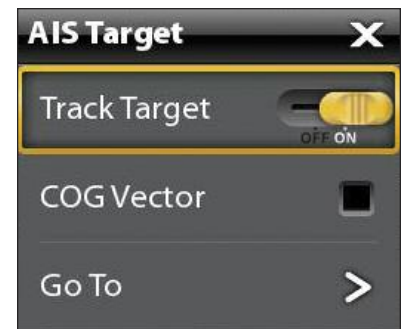 AIS Target X
Track Target
OFF ON
COG Vector
Go To >